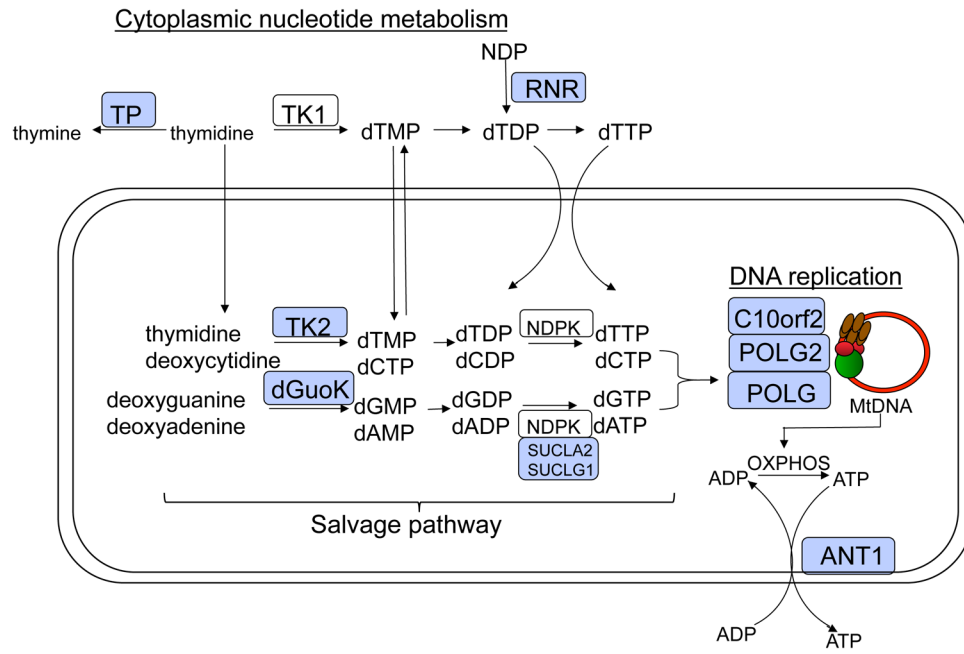 Cytoplasmic nucleotide metabolism
NDP
RNR
TP
TK1
thymine
thymidine
dTMP
dTDP
dTTP
DNA replication
C10orf2
POLG2
POLG
MtDNA
thymidine
deoxycytidine
TK2
dTMP
dCTP
dTDP
dCDP
NDPK
dTTP
dCTP
deoxyguanine
deoxyadenine
dGuoK
dGMP
dAMP
dGDP
dADP
NDPK
SUCLA2
SUCLG1
dGTP
dATP
Salvage pathway
ADP
OXPHOS
ATP
ANT1
ADP
ATP